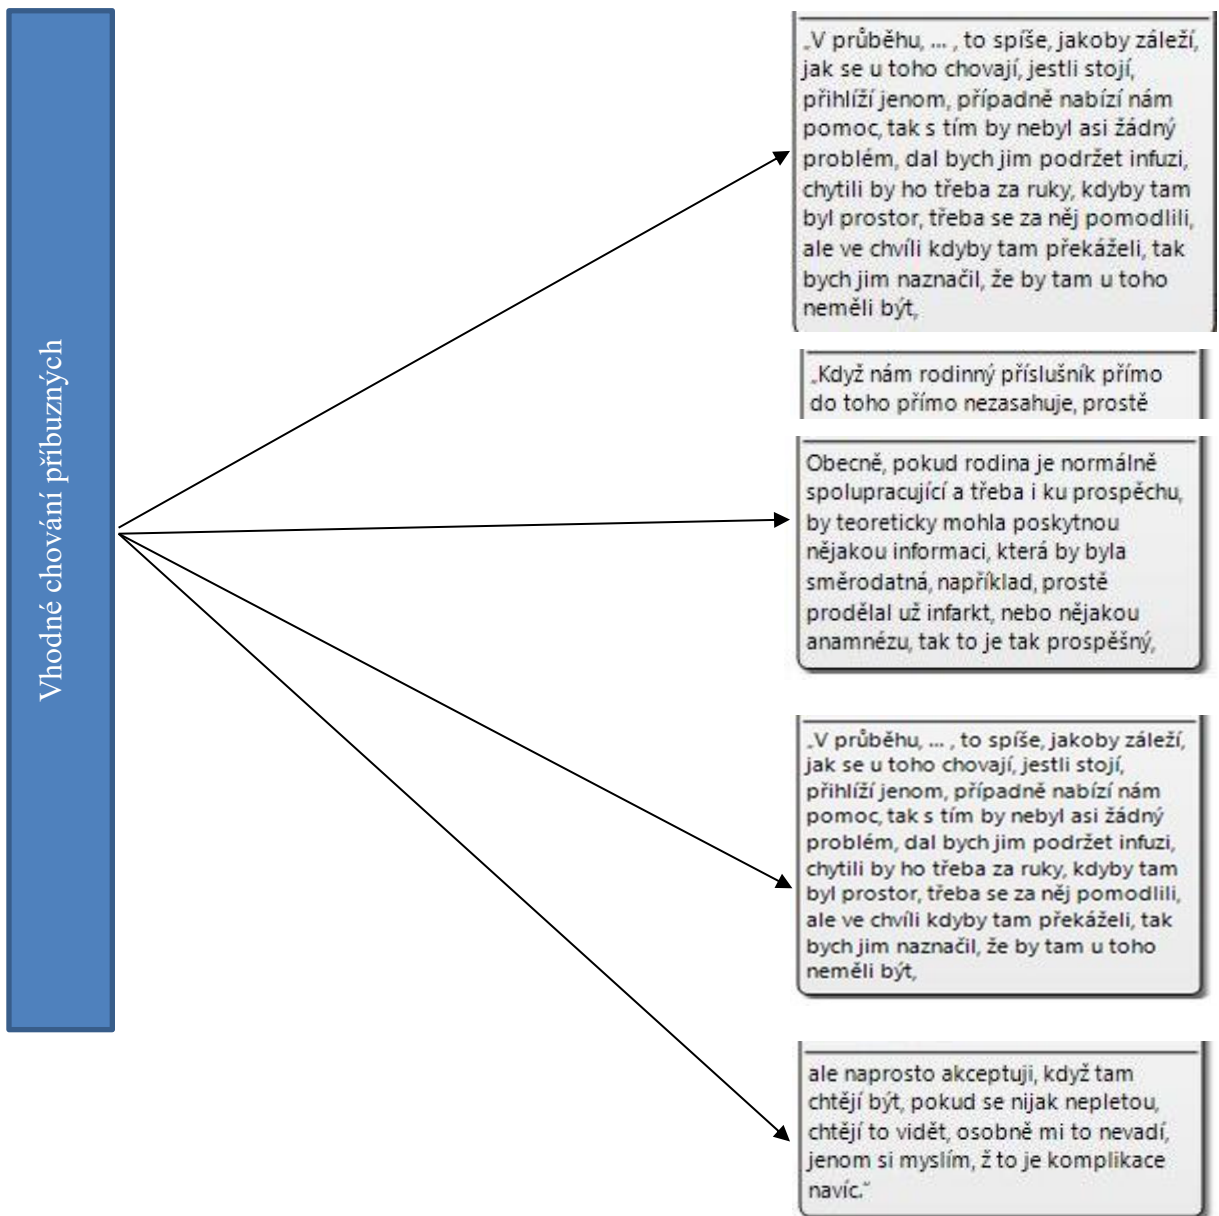 Vhodné chování příbuzných
„V průběhu, ... , to spíše, jakoby záleží,
jak se u toho chovají, jestli stojí,
přihlíží jenom, případně nabízí nám
pomoc, tak s tím by nebyl asi žádný
problém, dal bych jim podržet infuzi,
chytili by ho třeba za ruky, kdyby tam
byl prostor, třeba se za něj pomodlili,
ale ve chvíli kdyby tam překáželi, tak
bych jim naznačil, že by tam u toho
neměli být,
„Když nám rodinný příslušník přímo
do toho přímo nezasahuje, prostě
Obecně, pokud rodina je normálně
spolupracující a třeba i ku prospěchu,
by teoreticky mohla poskytnou
nějakou informaci, která by byla
směrodatná, například, prostě
prodělal už infarkt, nebo nějakou
anamnézu, tak to je tak prospěšný,
„V průběhu, ... , to spíše, jakoby záleží,
jak se u toho chovají, jestli stojí,
přihlíží jenom, případně nabízí nám
pomoc, tak s tím by nebyl asi žádný
problém, dal bych jim podržet infuzi,
chytili by ho třeba za ruky, kdyby tam
byl prostor, třeba se za něj pomodlili,
ale ve chvíli kdyby tam překáželi, tak
bych jim naznačil, že by tam u toho
neměli být,
ale naprosto akceptuji, když tam
chtějí být, pokud se nijak nepletou,
chtějí to vidět, osobně mi to nevadí,
jenom si myslím, ž to je komplikace
navíc.“